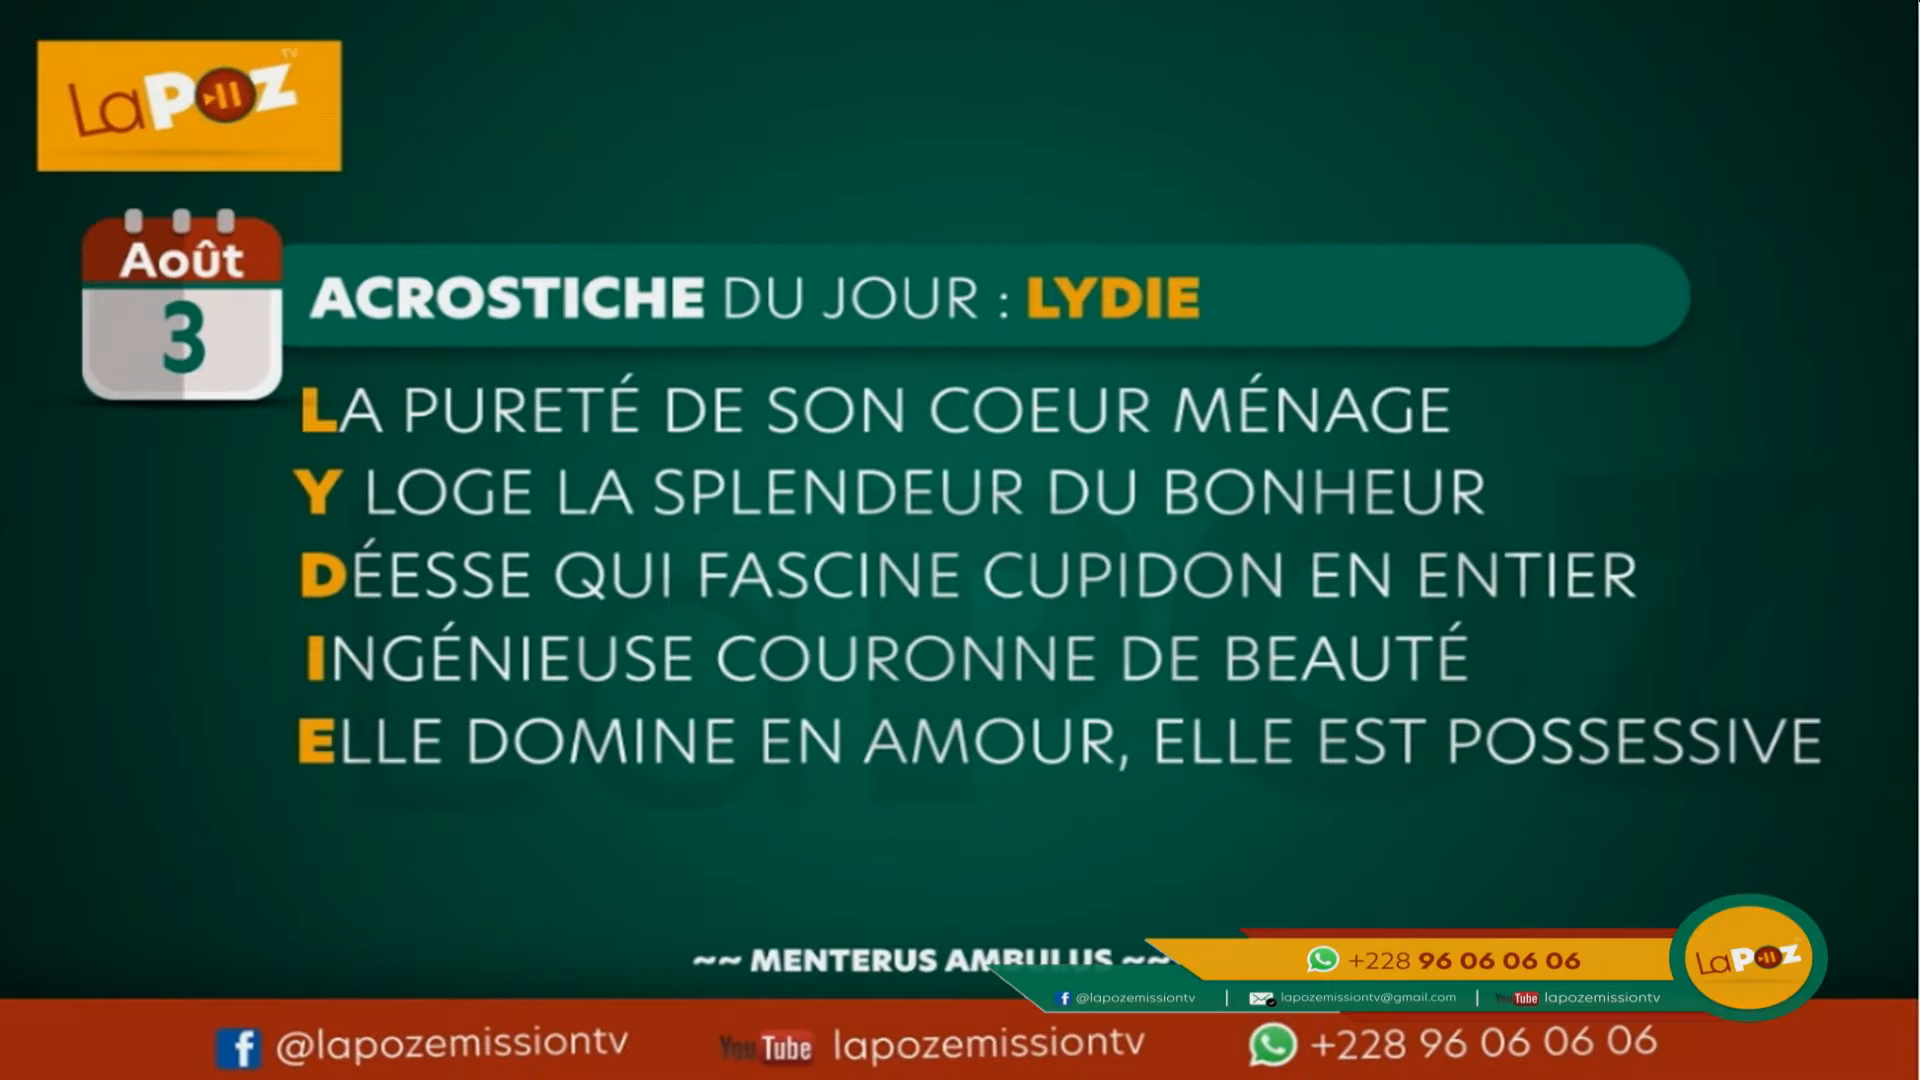 LaPOZ TV
Août
3
ACROSTICHE DU JOUR : LYDIE
LA PURETÉ DE SON COEUR MÉNAGE
Y LOGE LA SPLENDEUR DU BONHEUR
DÉESSE QUI FASCINE CUPIDON EN ENTIER
INGÉNIEUSE COURONNE DE BEAUTÉ
ELLE DOMINE EN AMOUR, ELLE EST POSSESSIVE
~~ MENTERUS AMBULUS ~~
+228 96 06 06 06
LaPOZ
@lapozemissiontv | lapozemissiontv@gmail.com | YouTube lapozemissiontv
@lapozemissiontv YouTube lapozemissiontv +228 96 06 06 06